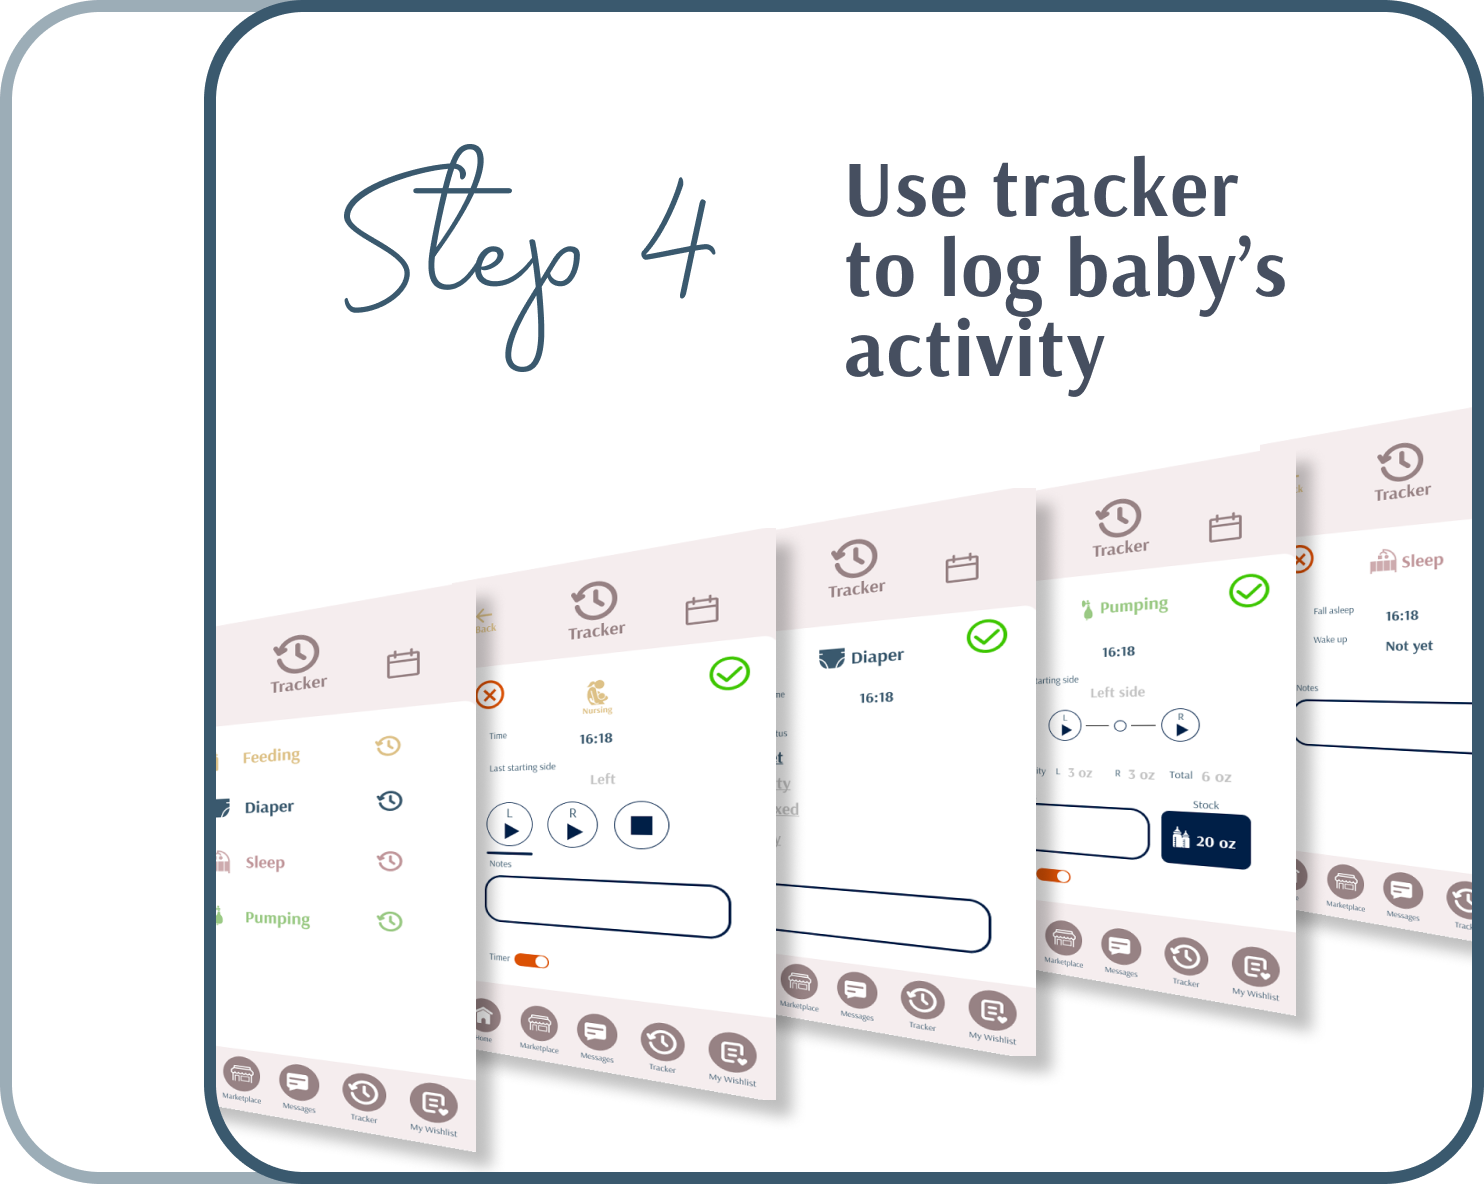 Step 4
Use tracker
to log baby’s
activity
Tracker
Feeding
Diaper
Sleep
Pumping
Marketplace
Messages
Tracker
My Wishlist
Back
Tracker
Nursing
Time
16:18
Last starting side
Left
L
R
Notes
Timer
Marketplace
Messages
Tracker
My Wishlist
Tracker
Diaper
16:18
Marketplace
Messages
Tracker
My Wishlist
Tracker
Pumping
16:18
starting side
Left side
L
R
L 3 oz R 3 oz Total 6 oz
Stock
20 oz
Marketplace
Messages
Tracker
My Wishlist
Tracker
Sleep
Fall asleep 16:18
Wake up Not yet
Notes
Marketplace
Messages